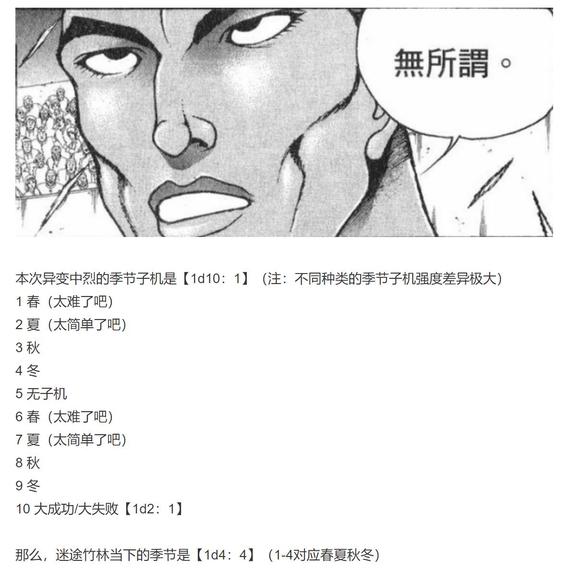 無所謂。
本次异变中烈的季节子机是【1d10：1】（注：不同种类的季节子机强度差异极大）
1 春（太难了吧）
2 夏（太简单了吧）
3 秋
4 冬
5 无子机
6 春（太难了吧）
7 夏（太简单了吧）
8 秋
9 冬
10 大成功/大失败【1d2：1】
那么，迷途竹林当下的季节是【1d4：4】（1-4对应春夏秋冬）